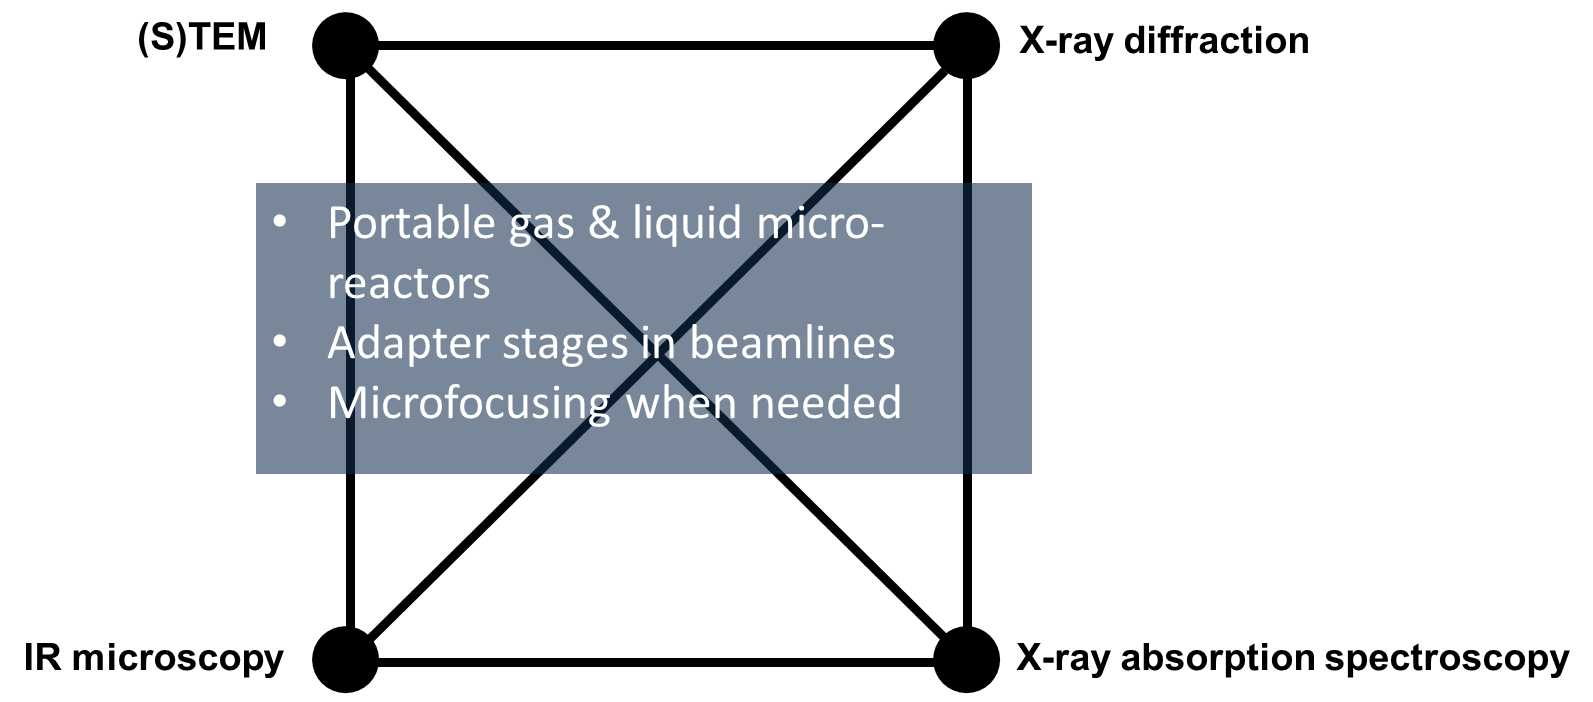 (S)TEM
X-ray diffraction
• Portable gas & liquid micro-
reactors
• Adapter stages in beamlines
• Microfocusing when needed
IR microscopy
X-ray absorption spectroscopy